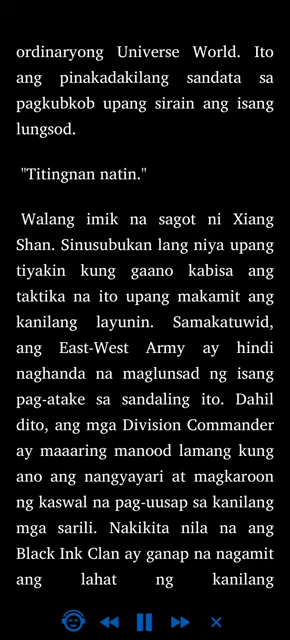 ordinaryong Universe World. Ito
ang pinakadakilang sandata sa
pagkubkob upang sirain ang isang
lungsod.
"Titingnan natin."
Walang imik na sagot ni Xiang
Shan. Sinusubukan lang niya upang
tiyakin kung gaano kabisa ang
taktika na ito upang makamit ang
kanilang layunin. Samakatuwid,
ang East-West Army ay hindi
naghanda na maglunsad ng isang
pag-atake sa sandaling ito. Dahil
dito, ang mga Division Commander
ay maaaring manood lamang kung
ano ang nangyayari at magkaroon
ng kaswal na pag-uusap sa kanilang
mga sarili. Nakikita nila na ang
Black Ink Clan ay ganap na nagamit
ang lahat ng kanilang